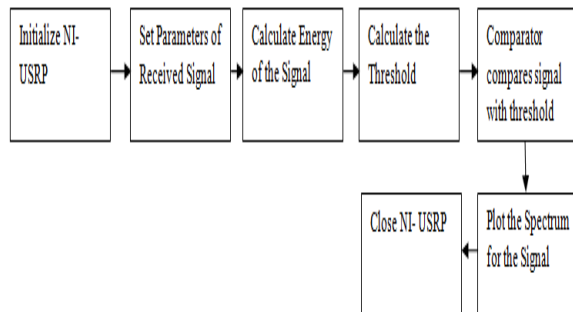 Initialize NI-
USRP
Set Parameters of
Received Signal
Calculate Energy
of the Signal
Calculate the
Threshold
Comparator
compares signal
with threshold
Close NI- USRP
Plot the Spectrum
for the Signal